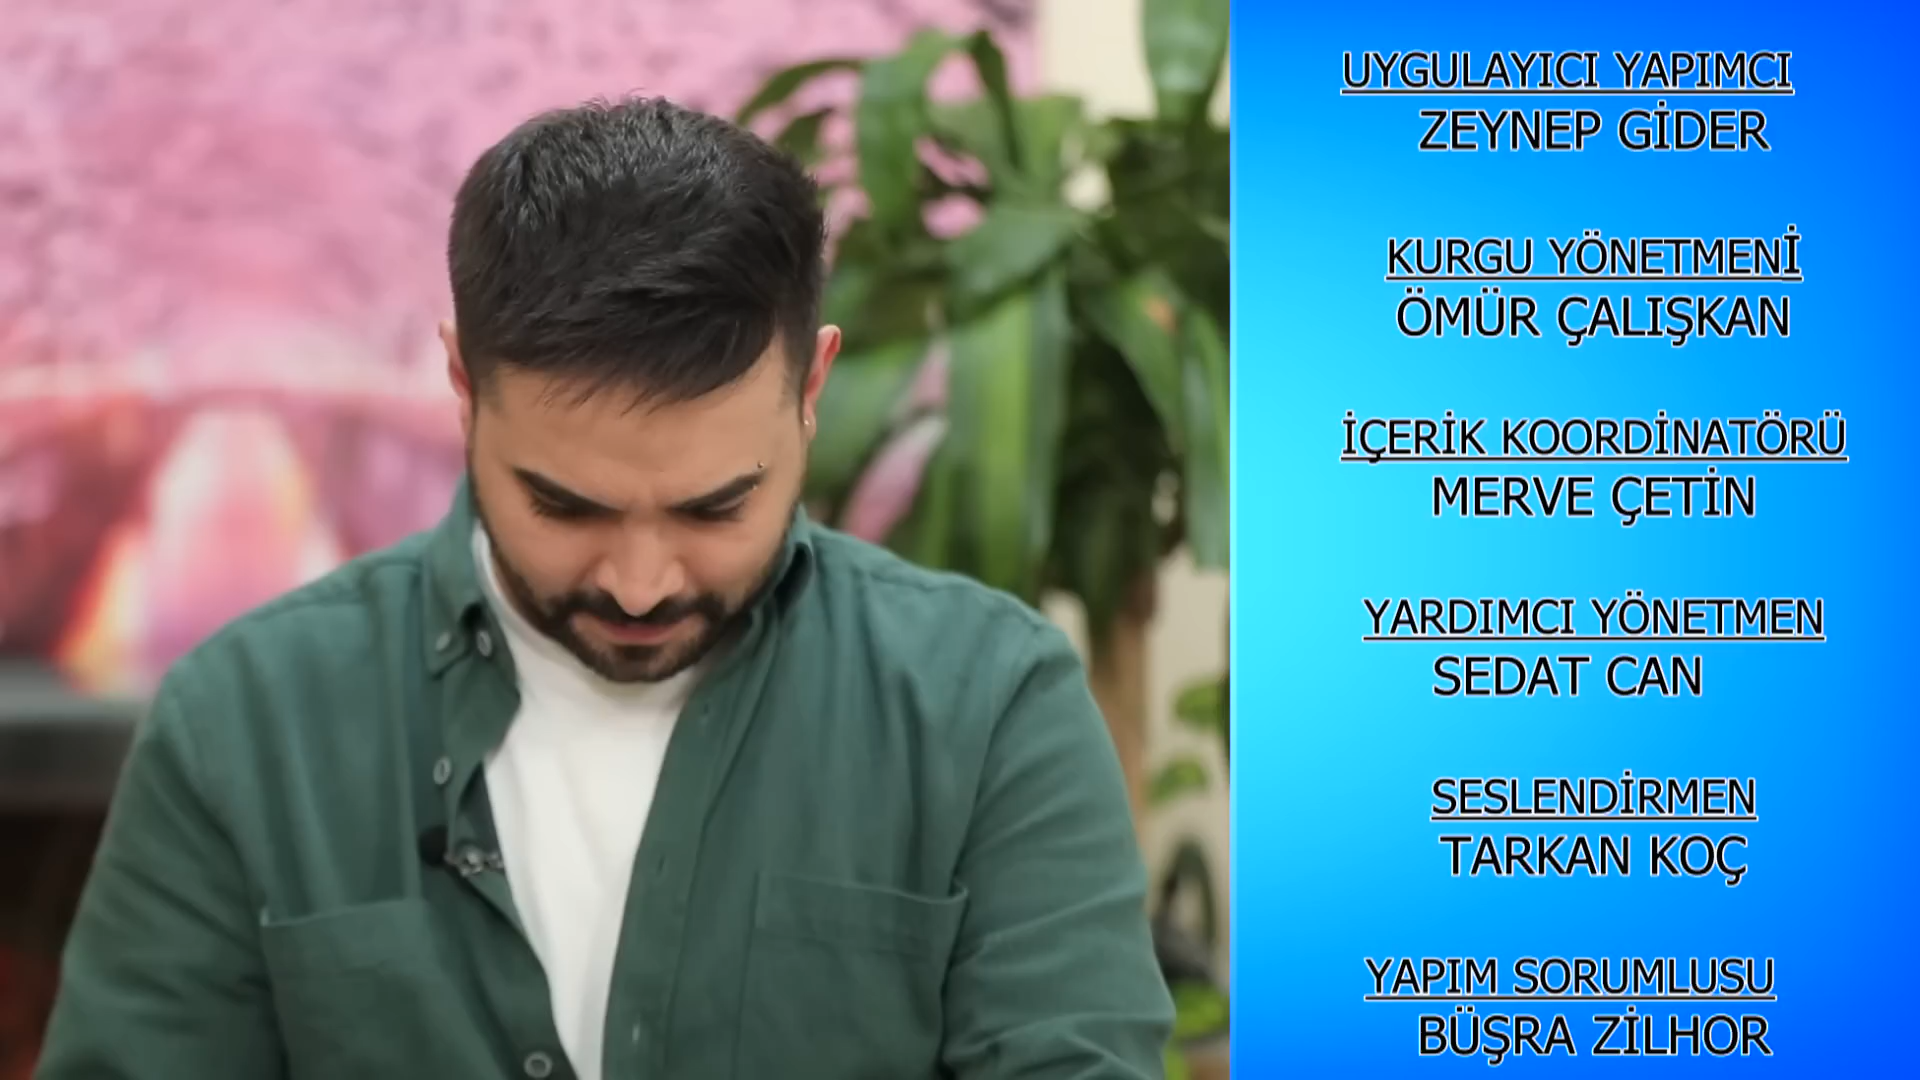 UYGULAYICI YAPIMCI
ZEYNEP GİDER
KURGU YÖNETMENİ
ÖMÜR ÇALIŞKAN
İÇERİK KOORDİNATÖRÜ
MERVE ÇETİN
YARDIMCI YÖNETMEN
SEDAT CAN
SESLENDİRMEN
TARKAN KOÇ
YAPIM SORUMLUSU
BÜŞRA ZİLHOR